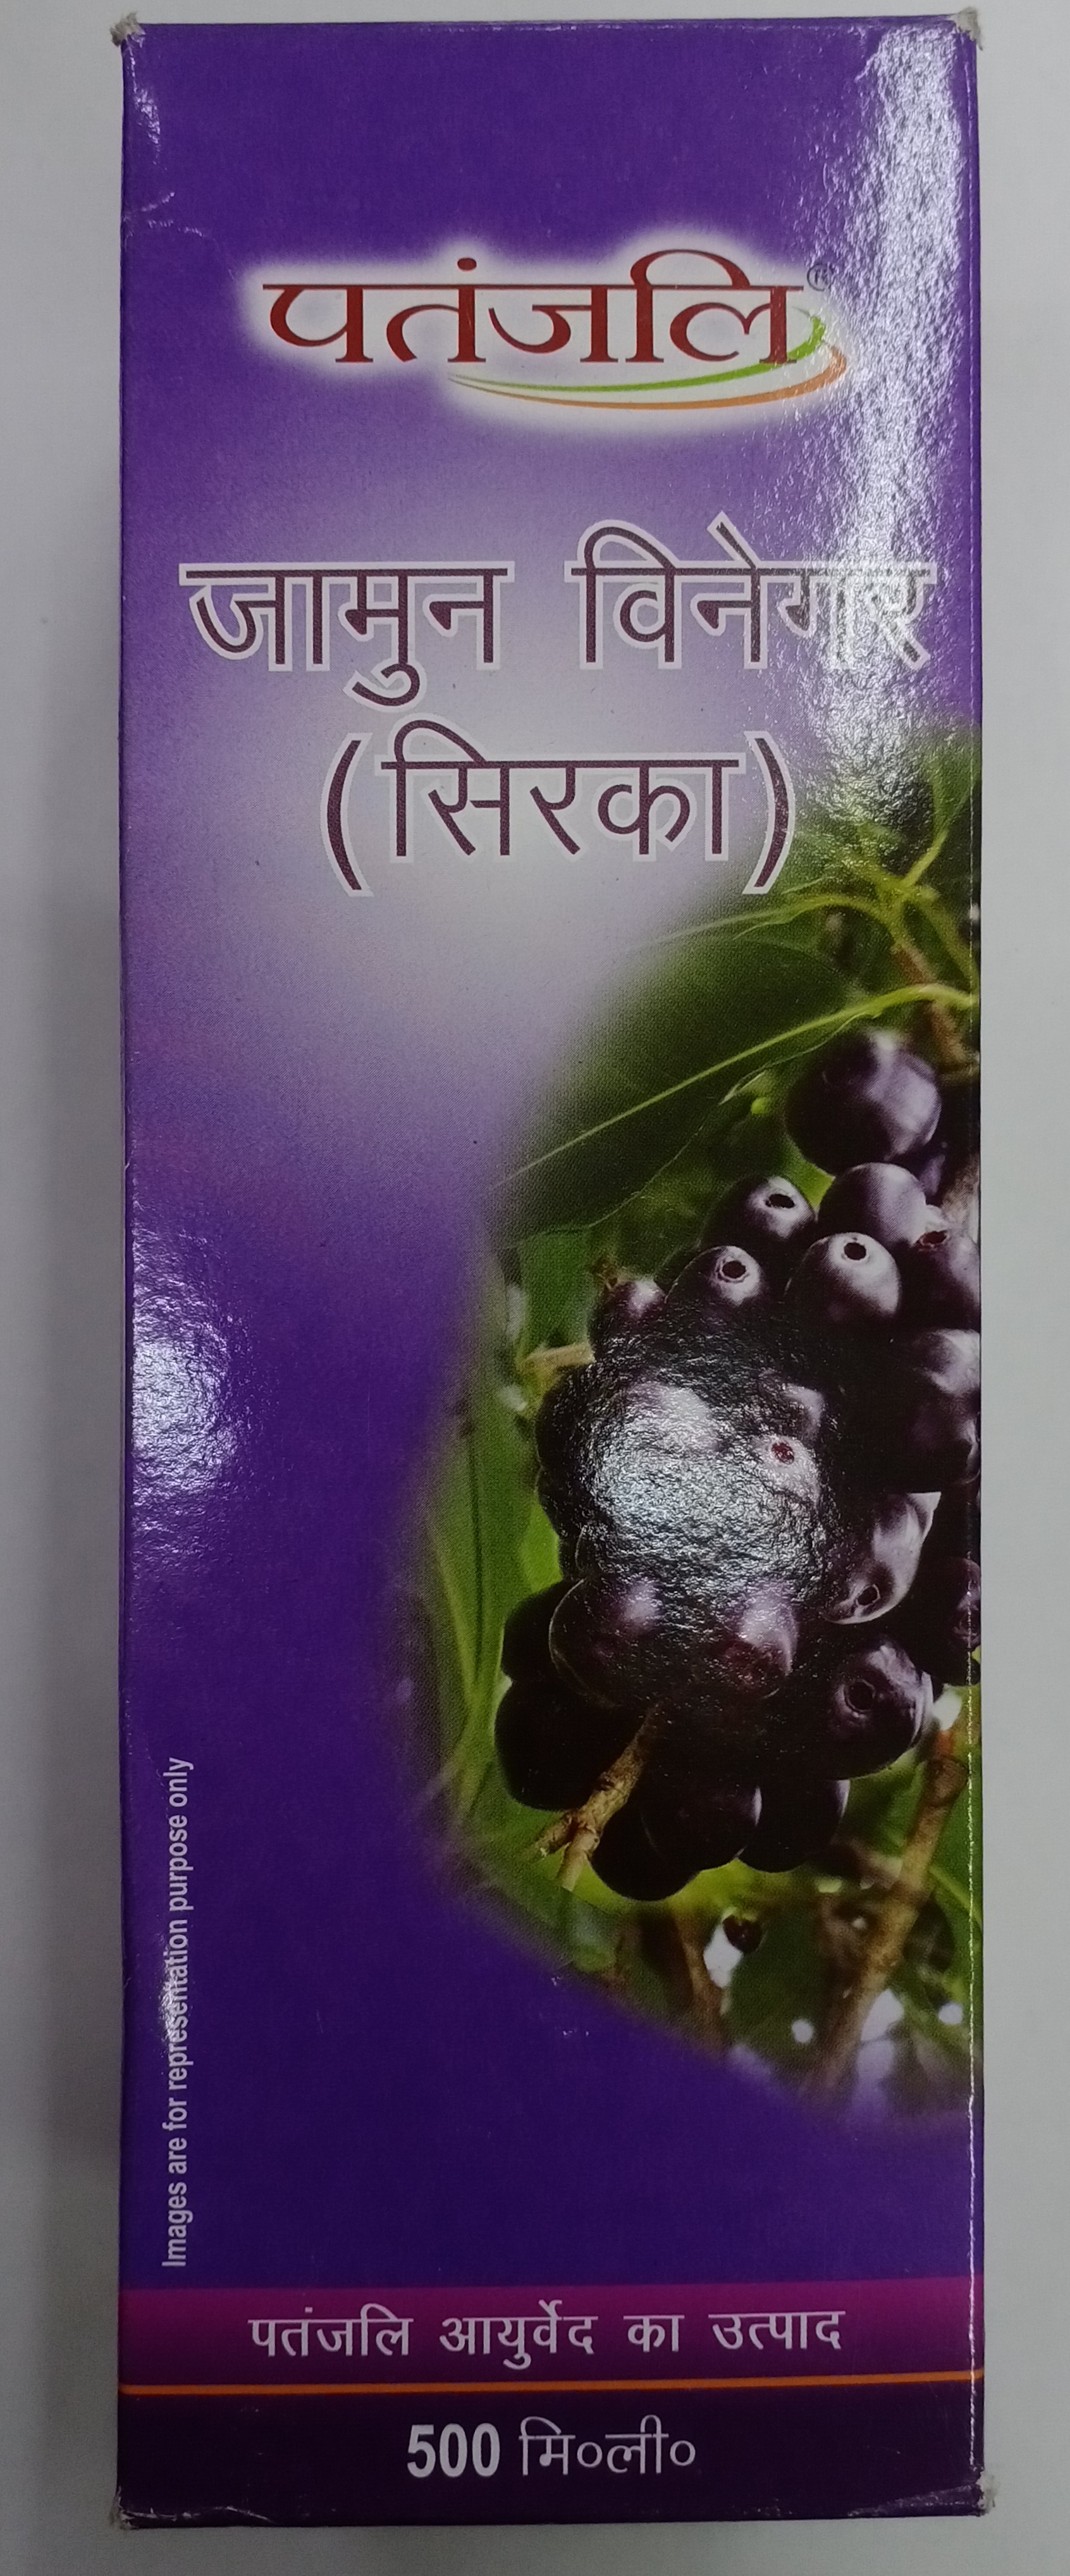 पतंजलि®
जामुन विनेगर
(सिरका)
Images are for representation purpose only
पतंजलि आयुर्वेद का उत्पाद
500 मि०ली०